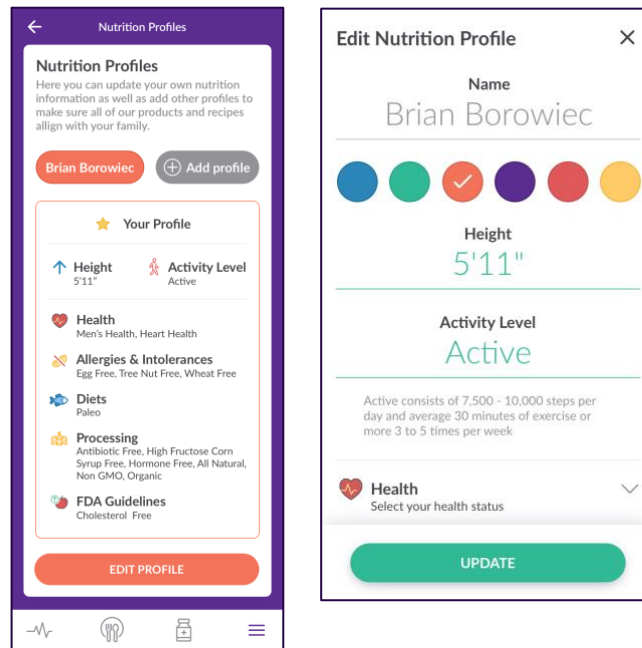 Nutrition Profiles
Nutrition Profiles
Here you can update your own nutrition
information as well as add other profiles to
make sure all of our products and recipes
allign with your family.
Brian Borowiec
Add profile
Your Profile
Height
5'11"
Activity Level
Active
Health
Men's Health, Heart Health
Allergies & Intolerances
Egg Free, Tree Nut Free, Wheat Free
Diets
Paleo
Processing
Antibiotic Free, High Fructose Corn
Syrup Free, Hormone Free, All Natural,
Non GMO, Organic
FDA Guidelines
Cholesterol Free
EDIT PROFILE
Edit Nutrition Profile
Name
Brian Borowiec
Height
5'11"
Activity Level
Active
Active consists of 7,500 - 10,000 steps per
day and average 30 minutes of exercise or
more 3 to 5 times per week
Health
Select your health status
UPDATE